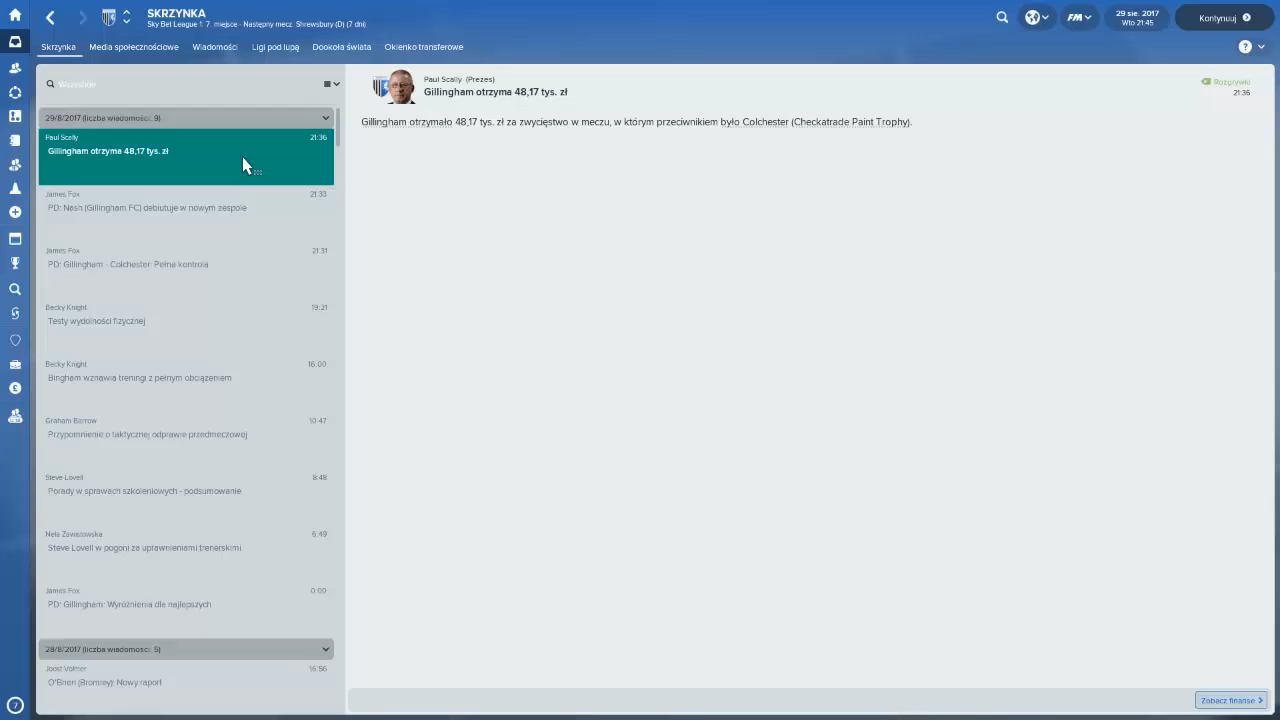 SKRZYNKA
Sky Bet League 1. 7. miejsce - Następny mecz: Shrewsbury (D) (7 dni)
FM
29 sie. 2017
Wto 21:45
Kontynuuj
Skrzynka Media społecznościowe Wiadomości Ligi pod lupą Dookoła świata Okienko transferowe
?
Wszystkie
29/8/2017 (liczba wiadomości: 9)
Paul Scally 21:36
Gillingham otrzyma 48,17 tys. zł
James Fox 21:33
PD: Nash (Gillingham FC) debiutuje w nowym zespole
James Fox 21:31
PD: Gillingham - Colchester: Pełna kontrola
Becky Knight 19:21
Testy wydolności fizycznej
Becky Knight 16:00
Bingham wznawia treningi z pełnym obciążeniem
Graham Barrow 10:47
Przypomnienie o taktycznej odprawie przedmeczowej
Steve Lovell 8:48
Porady w sprawach szkoleniowych - podsumowanie
Nela Zawistowska 6:49
Steve Lovell w pogoni za uprawnieniami trenerskimi
James Fox 0:00
PD: Gillingham: Wyróżnienia dla najlepszych
28/8/2017 (liczba wiadomości: 5)
Joost Volmer 16:56
O'Brien (Bromley): Nowy raport
Paul Scally (Prezes)
Gillingham otrzyma 48,17 tys. zł
Rozgrywki
21:36
Gillingham otrzymało 48,17 tys. zł za zwycięstwo w meczu, w którym przeciwnikiem było Colchester (Checkatrade Paint Trophy).
Zobacz finanse